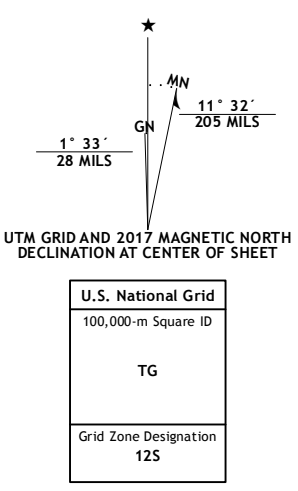 MN
GN
11° 32´
205 MILS
1° 33´
28 MILS
UTM GRID AND 2017 MAGNETIC NORTH
DECLINATION AT CENTER OF SHEET
U.S. National Grid
100,000-m Square ID
TG
Grid Zone Designation
12S